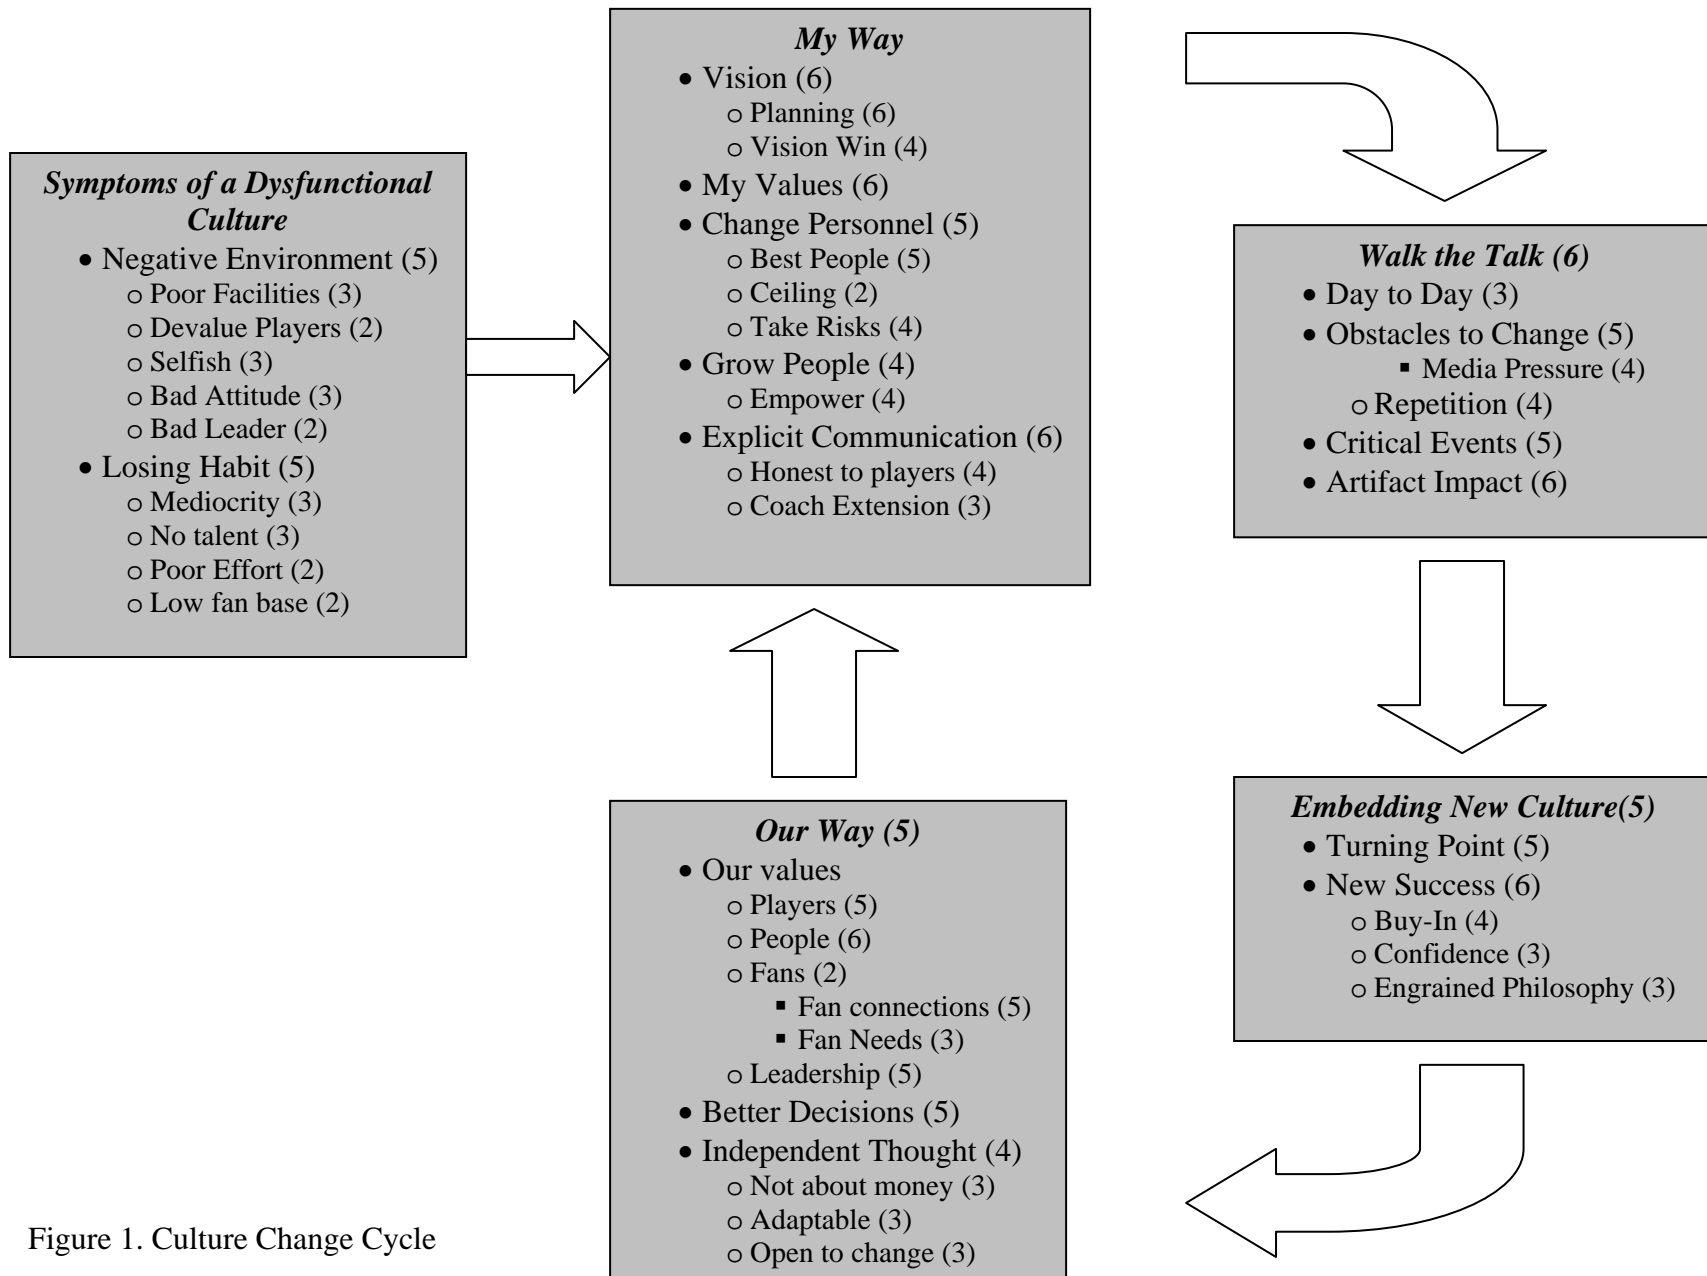 Symptoms of a Dysfunctional
Culture
• Negative Environment (5)
o Poor Facilities (3)
o Devalue Players (2)
o Selfish (3)
o Bad Attitude (3)
o Bad Leader (2)
• Losing Habit (5)
o Mediocrity (3)
o No talent (3)
o Poor Effort (2)
o Low fan base (2)
My Way
• Vision (6)
o Planning (6)
o Vision Win (4)
• My Values (6)
• Change Personnel (5)
o Best People (5)
o Ceiling (2)
o Take Risks (4)
• Grow People (4)
o Empower (4)
• Explicit Communication (6)
o Honest to players (4)
o Coach Extension (3)
Walk the Talk (6)
• Day to Day (3)
• Obstacles to Change (5)
▪ Media Pressure (4)
o Repetition (4)
• Critical Events (5)
• Artifact Impact (6)
Embedding New Culture(5)
• Turning Point (5)
• New Success (6)
o Buy-In (4)
o Confidence (3)
o Engrained Philosophy (3)
Our Way (5)
• Our values
o Players (5)
o People (6)
o Fans (2)
▪ Fan connections (5)
▪ Fan Needs (3)
o Leadership (5)
• Better Decisions (5)
• Independent Thought (4)
o Not about money (3)
o Adaptable (3)
o Open to change (3)
Figure 1. Culture Change Cycle